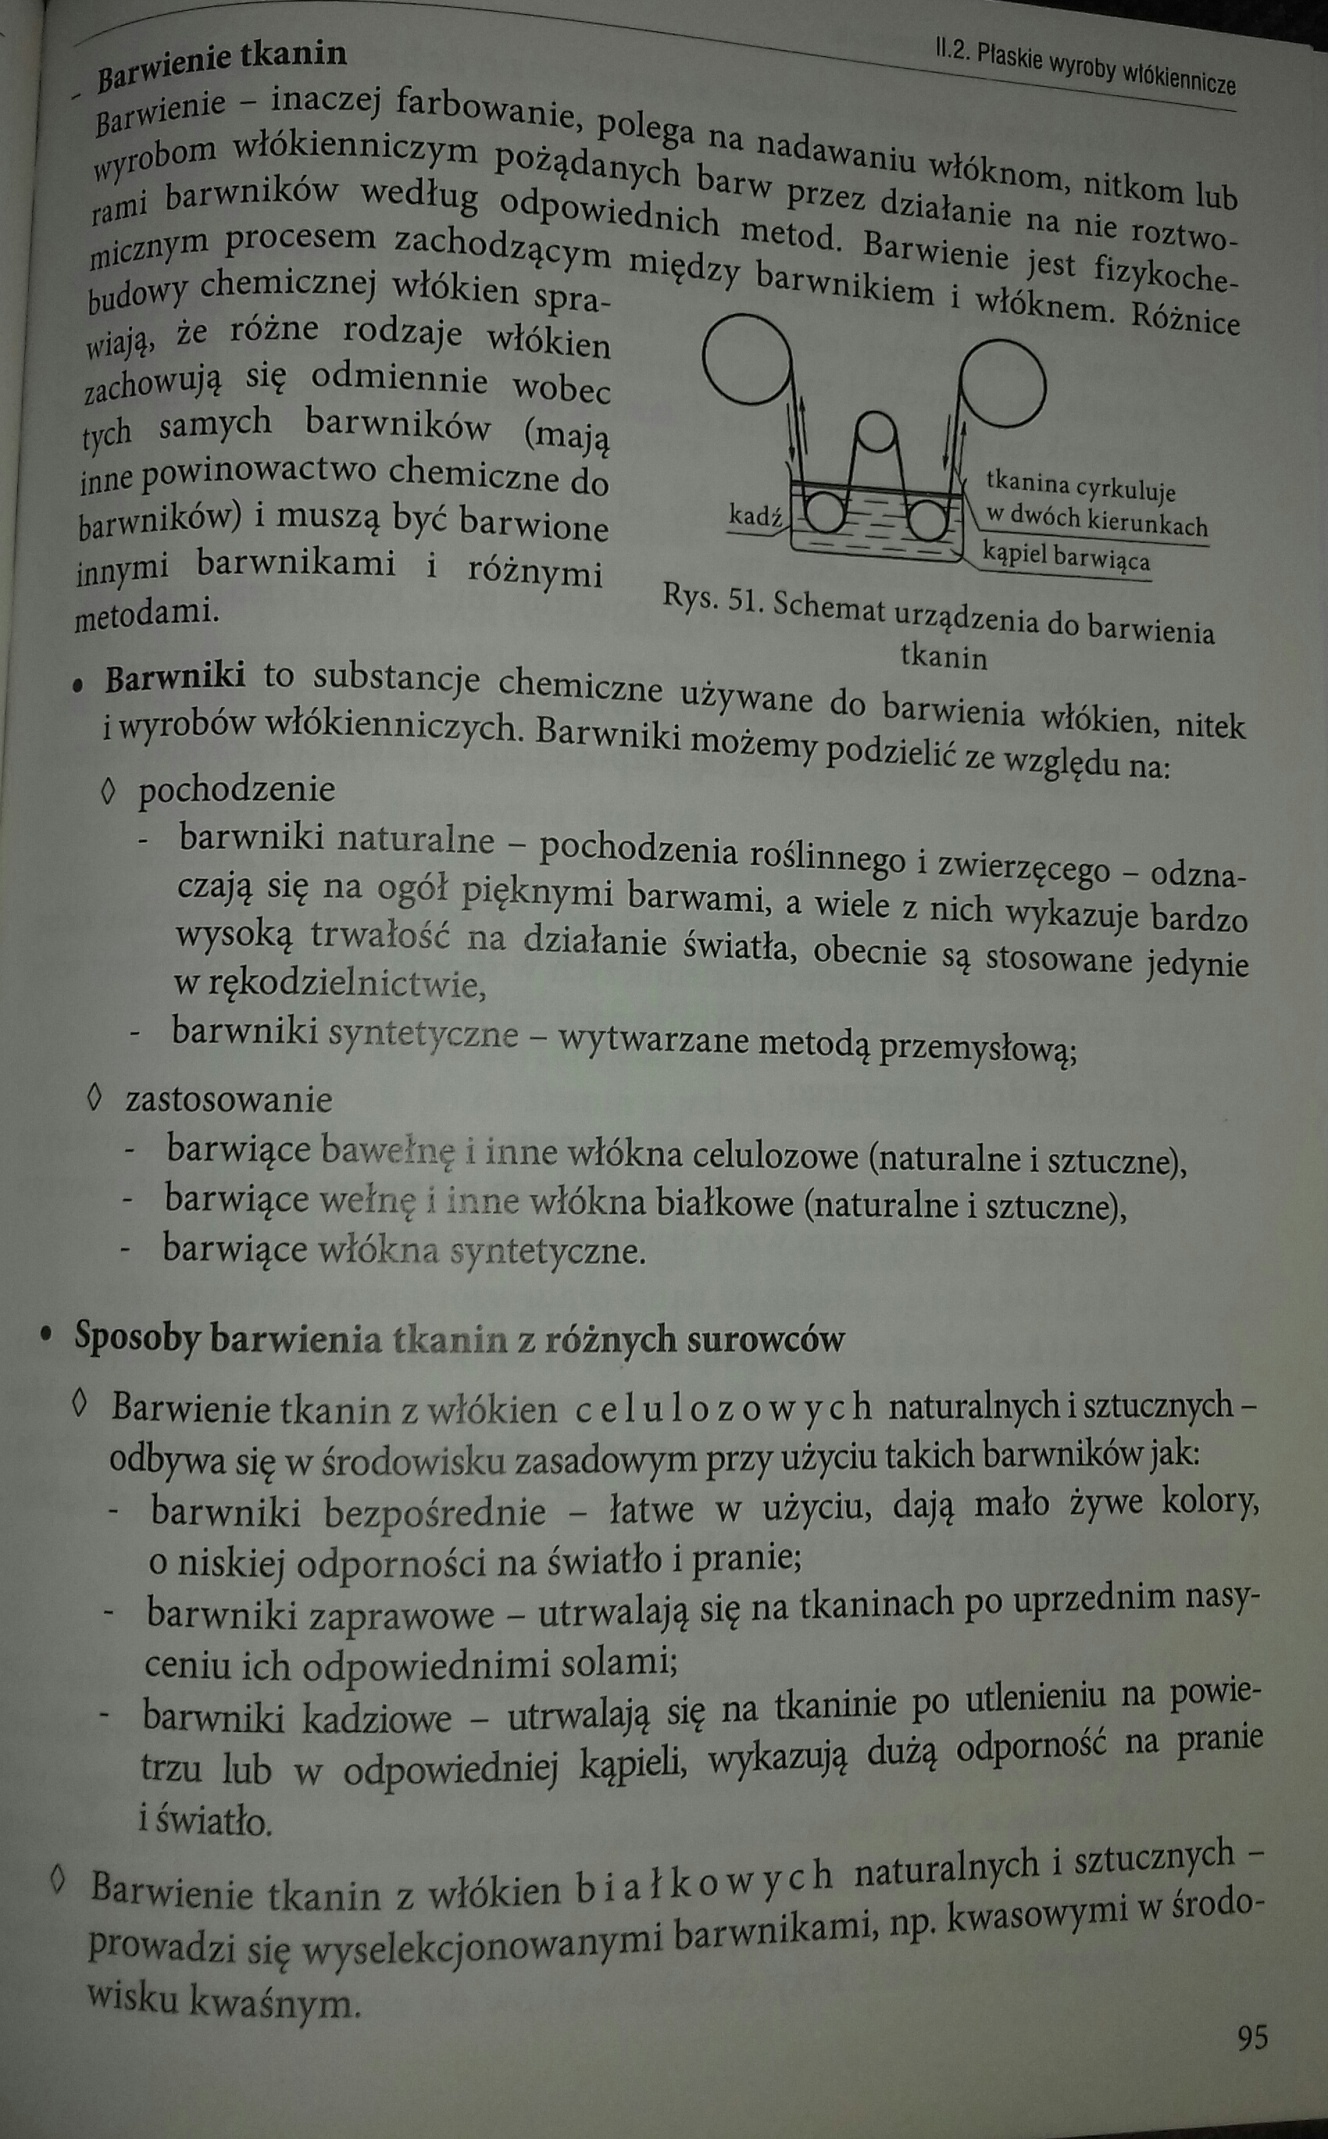 II.2. Płaskie wyroby włókiennicze
- Barwienie tkanin
Barwienie – inaczej farbowanie, polega na nadawaniu włóknom, nitkom lub
wyrobom włókienniczym pożądanych barw przez działanie na nie roztwo-
rami barwników według odpowiednich metod. Barwienie jest fizykoche-
micznym procesem zachodzącym między barwnikiem i włóknem. Różnice
budowy chemicznej włókien spra-
wiają, że różne rodzaje włókien
zachowują się odmiennie wobec
tych samych barwników (mają
inne powinowactwo chemiczne do
barwników) i muszą być barwione
innymi barwnikami i różnymi
metodami.
kadź
tkanina cyrkuluje
w dwóch kierunkach
kąpiel barwiąca
Rys. 51. Schemat urządzenia do barwienia
tkanin
• Barwniki to substancje chemiczne używane do barwienia włókien, nitek
i wyrobów włókienniczych. Barwniki możemy podzielić ze względu na:
◊ pochodzenie
- barwniki naturalne – pochodzenia roślinnego i zwierzęcego – odzna-
czają się na ogół pięknymi barwami, a wiele z nich wykazuje bardzo
wysoką trwałość na działanie światła, obecnie są stosowane jedynie
w rękodzielnictwie,
- barwniki syntetyczne – wytwarzane metodą przemysłową;
◊ zastosowanie
- barwiące bawełnę i inne włókna celulozowe (naturalne i sztuczne),
- barwiące wełnę i inne włókna białkowe (naturalne i sztuczne),
- barwiące włókna syntetyczne.
• Sposoby barwienia tkanin z różnych surowców
◊ Barwienie tkanin z włókien celulozowych naturalnych i sztucznych –
odbywa się w środowisku zasadowym przy użyciu takich barwników jak:
- barwniki bezpośrednie – łatwe w użyciu, dają mało żywe kolory,
o niskiej odporności na światło i pranie;
- barwniki zaprawowe – utrwalają się na tkaninach po uprzednim nasy-
ceniu ich odpowiednimi solami;
- barwniki kadziowe – utrwalają się na tkaninie po utlenieniu na powie-
trzu lub w odpowiedniej kąpieli, wykazują dużą odporność na pranie
i światło.
◊ Barwienie tkanin z włókien białkowych naturalnych i sztucznych –
prowadzi się wyselekcjonowanymi barwnikami, np. kwasowymi w środo-
wisku kwaśnym.
95